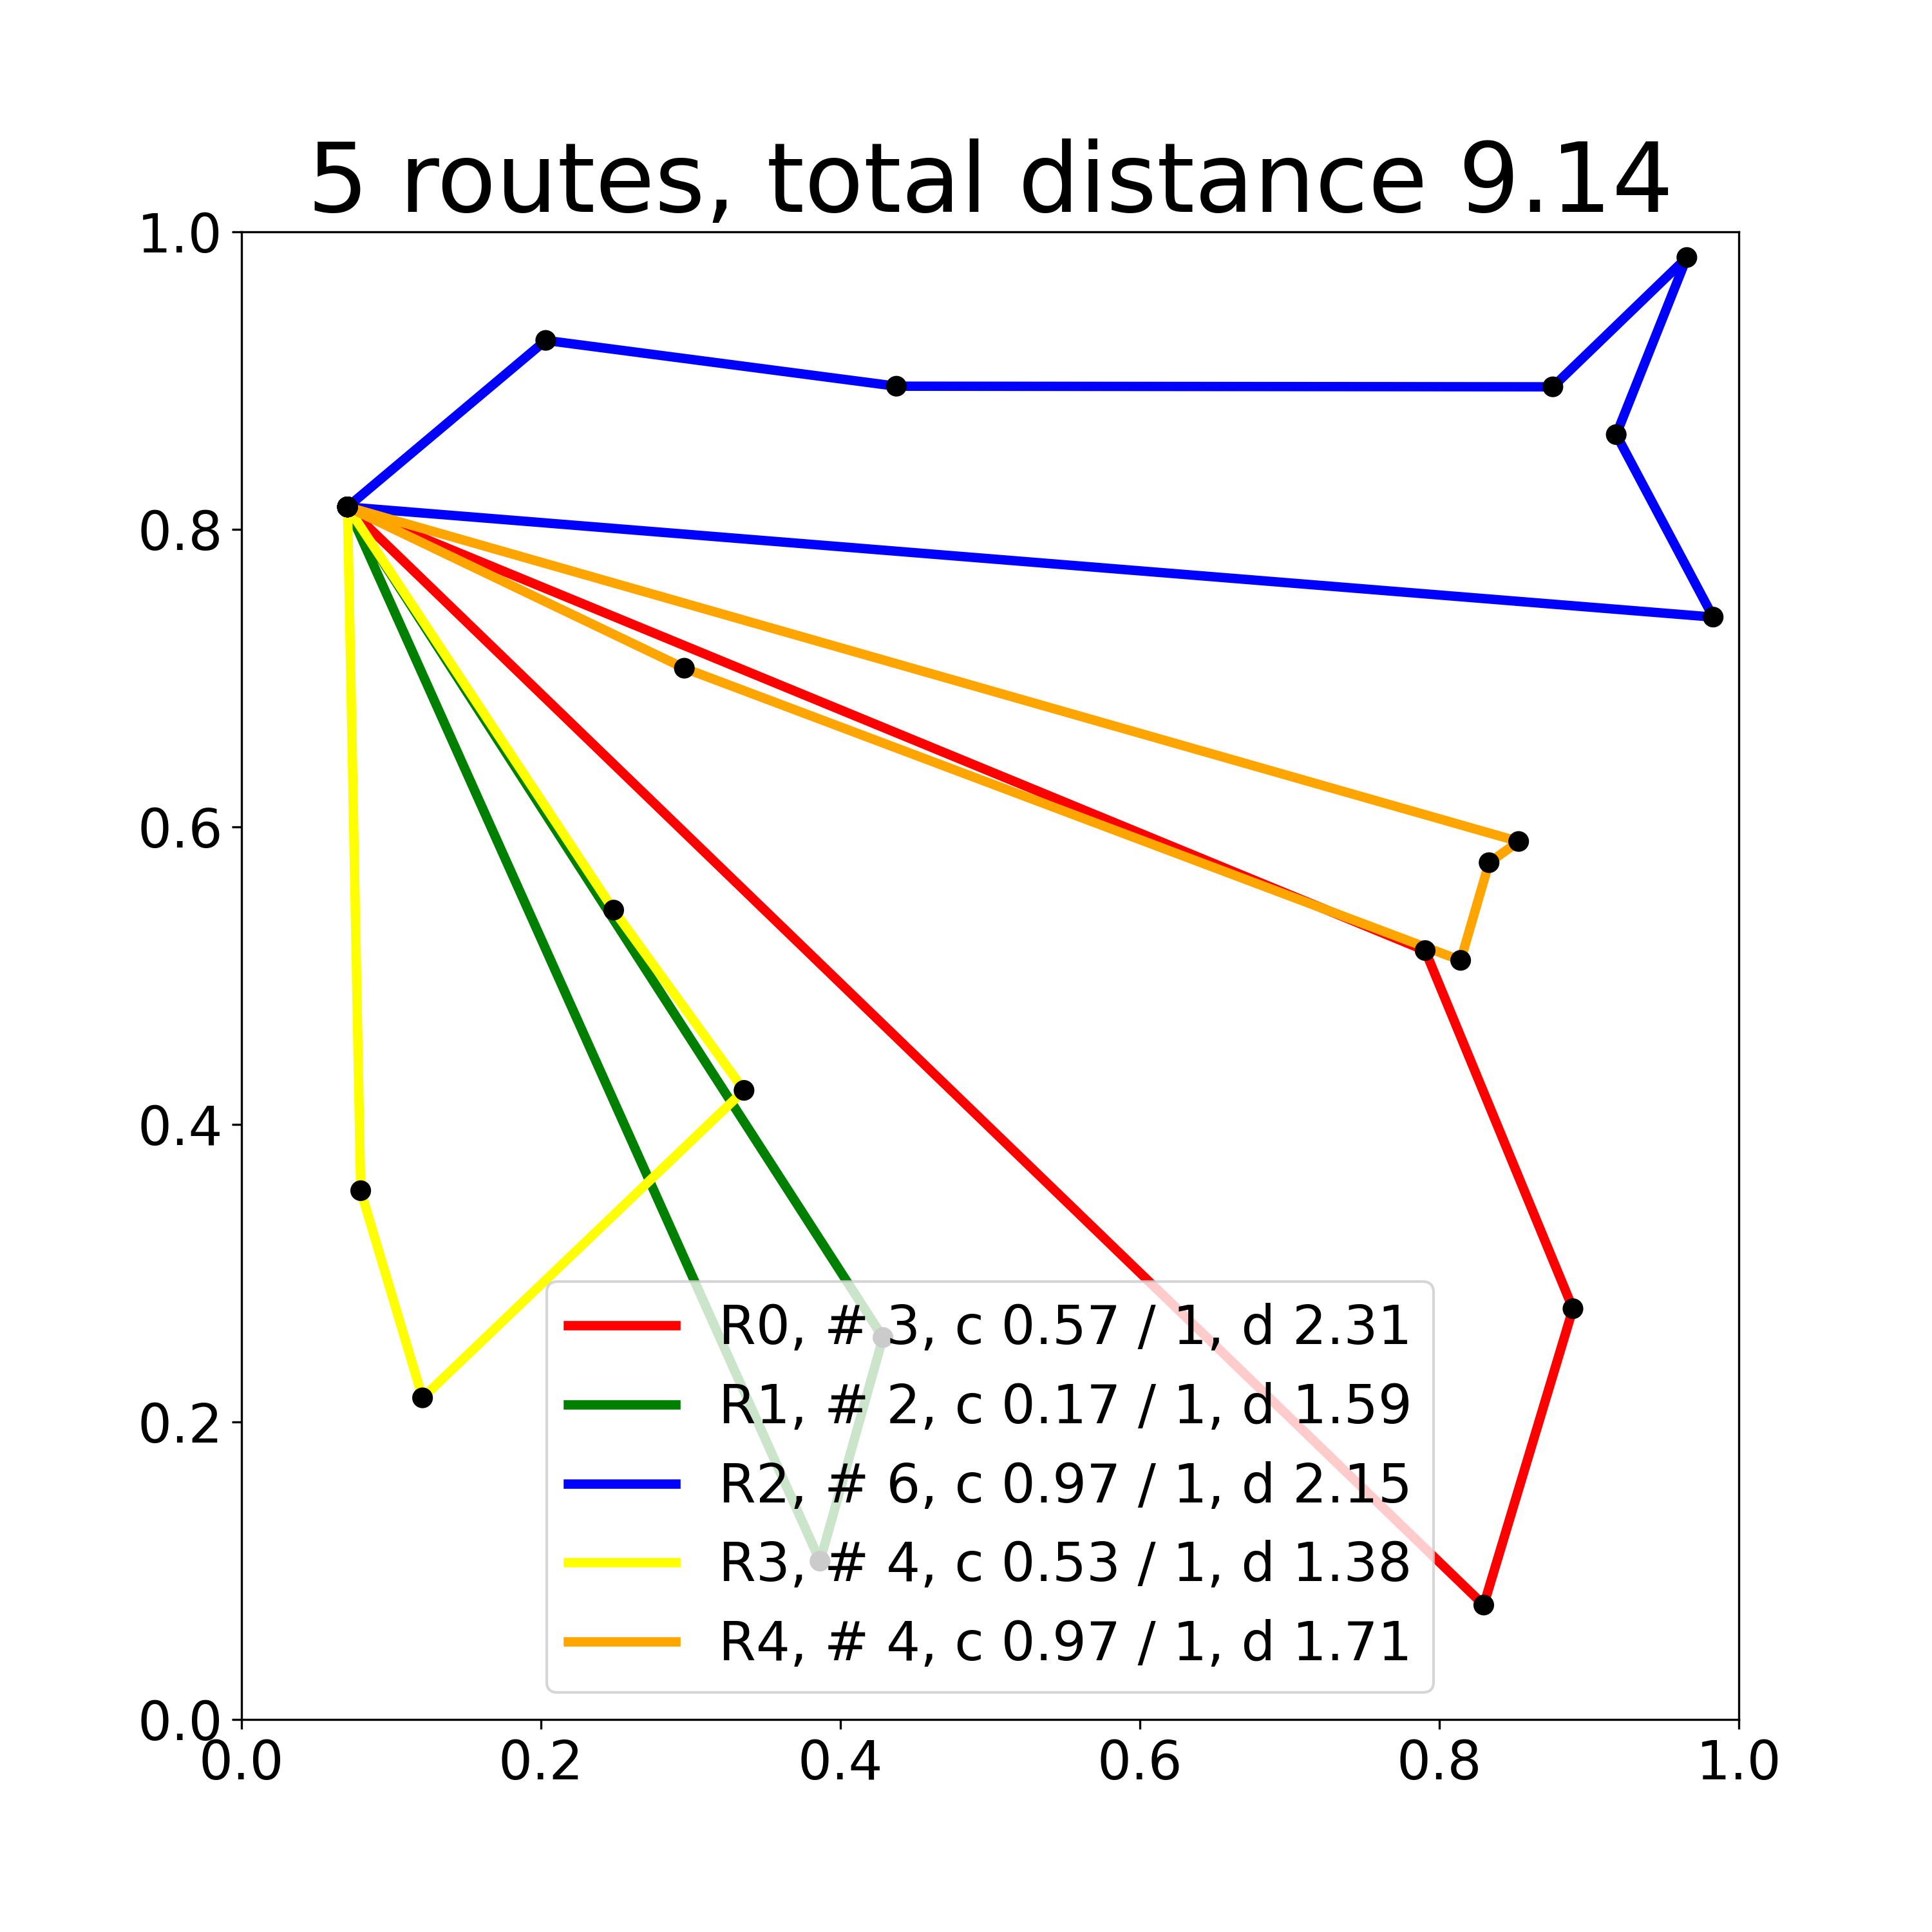 5 routes, total distance 9.14
1.0
0.8
0.6
0.4
0.2
0.0
R0, # 3, c 0.57 / 1, d 2.31
R1, # 2, c 0.17 / 1, d 1.59
R2, # 6, c 0.97 / 1, d 2.15
R3, # 4, c 0.53 / 1, d 1.38
R4, # 4, c 0.97 / 1, d 1.71
0.0 0.2 0.4 0.6 0.8 1.0